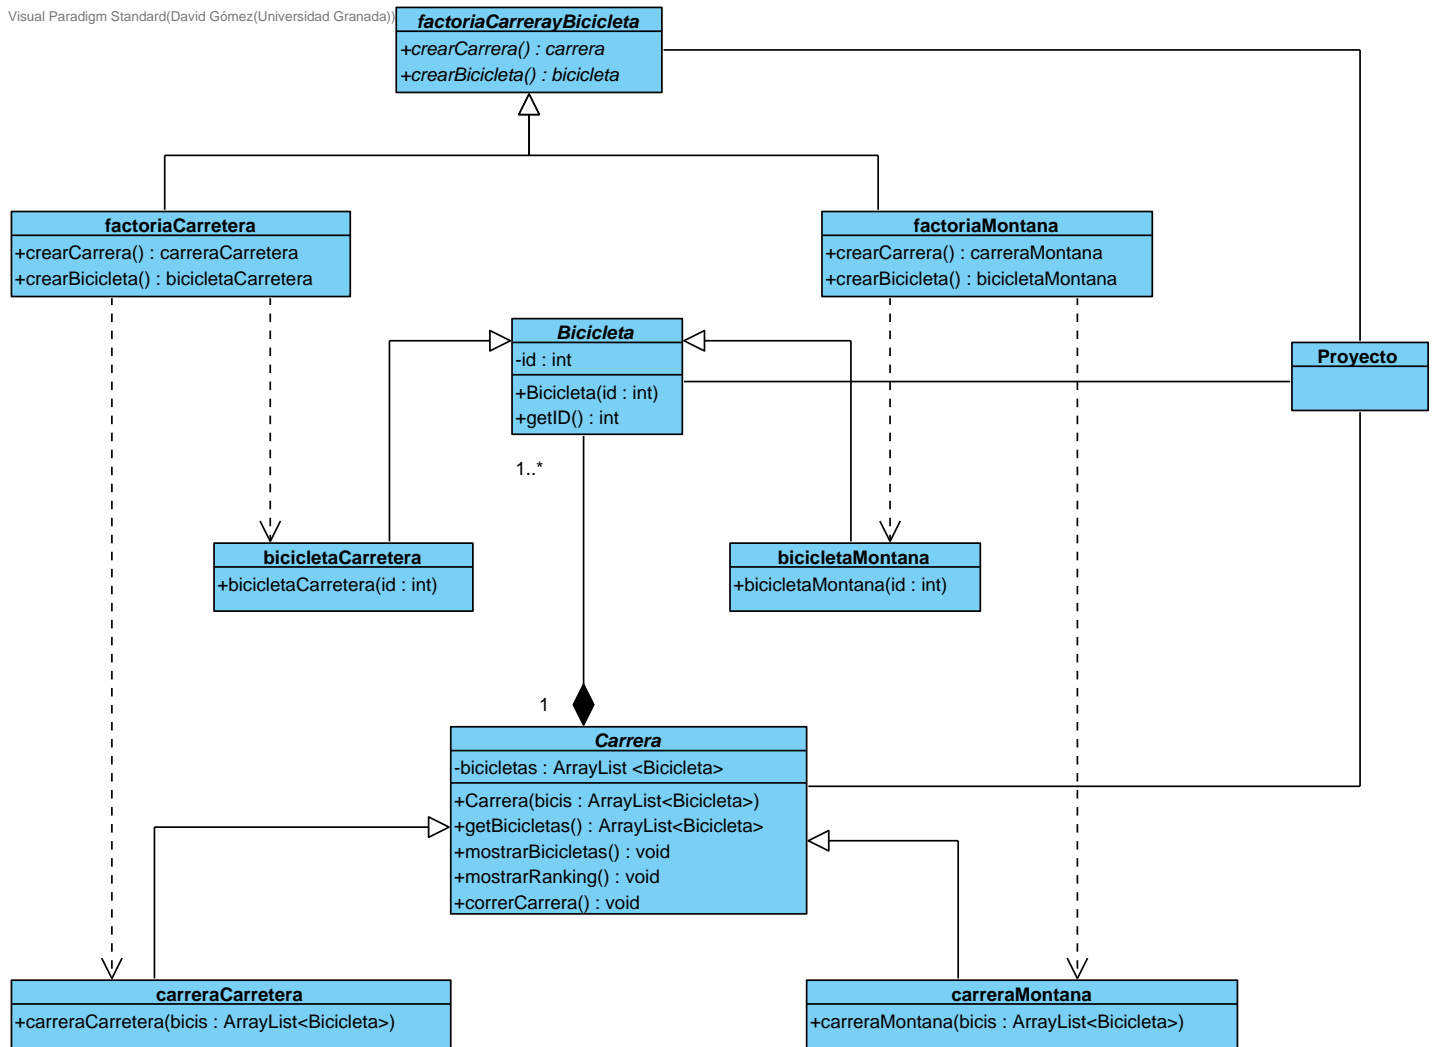 Visual Paradigm Standard(David Gómez(Universidad Granada))
factoriaCarrerayBicicleta
+crearCarrera() : carrera
+crearBicicleta() : bicicleta
factoriaCarretera
+crearCarrera() : carreraCarretera
+crearBicicleta() : bicicletaCarretera
factoriaMontana
+crearCarrera() : carreraMontana
+crearBicicleta() : bicicletaMontana
Bicicleta
-id : int
+Bicicleta(id : int)
+getID() : int
Proyecto
1..*
bicicletaCarretera
+bicicletaCarretera(id : int)
bicicletaMontana
+bicicletaMontana(id : int)
1
Carrera
-bicicletas : ArrayList <Bicicleta>
+Carrera(bicis : ArrayList<Bicicleta>)
+getBicicletas() : ArrayList<Bicicleta>
+mostrarBicicletas() : void
+mostrarRanking() : void
+correrCarrera() : void
carreraCarretera
+carreraCarretera(bicis : ArrayList<Bicicleta>)
carreraMontana
+carreraMontana(bicis : ArrayList<Bicicleta>)